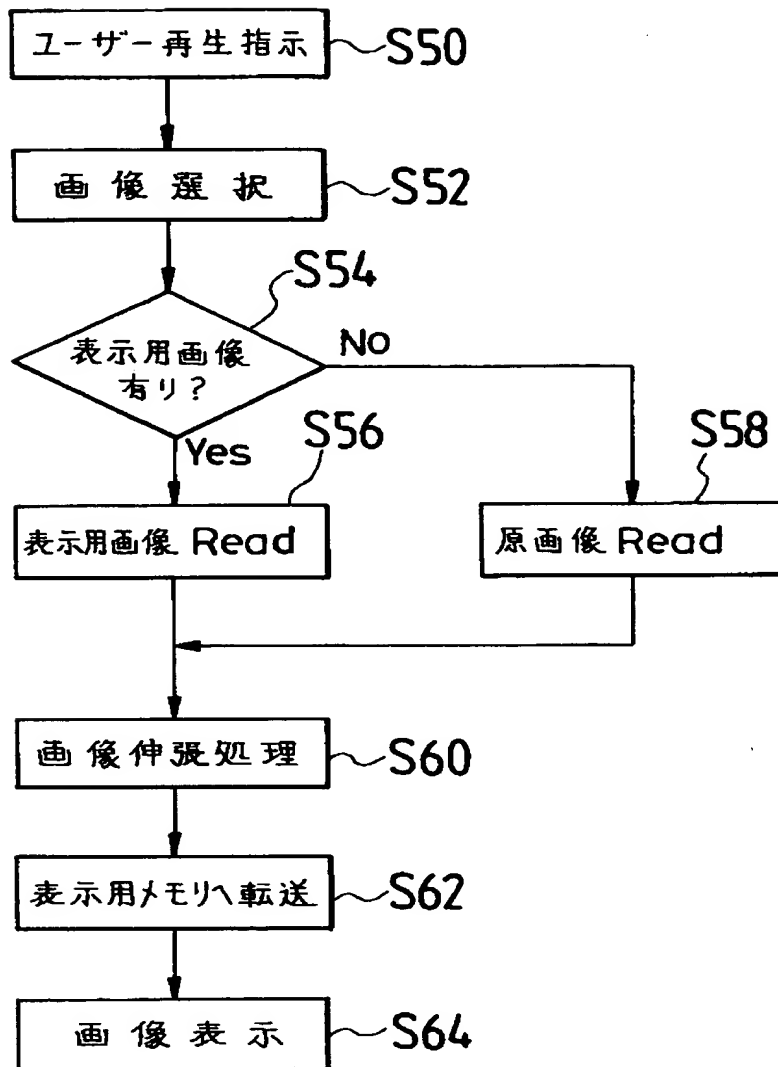 ユーザー再生指示
S50
画像選択
S52
S54
表示用画像
有り?
No
Yes
S56
S58
表示用画像 Read
原画像 Read
画像伸張処理
S60
表示用メモリへ転送
S62
画像表示
S64